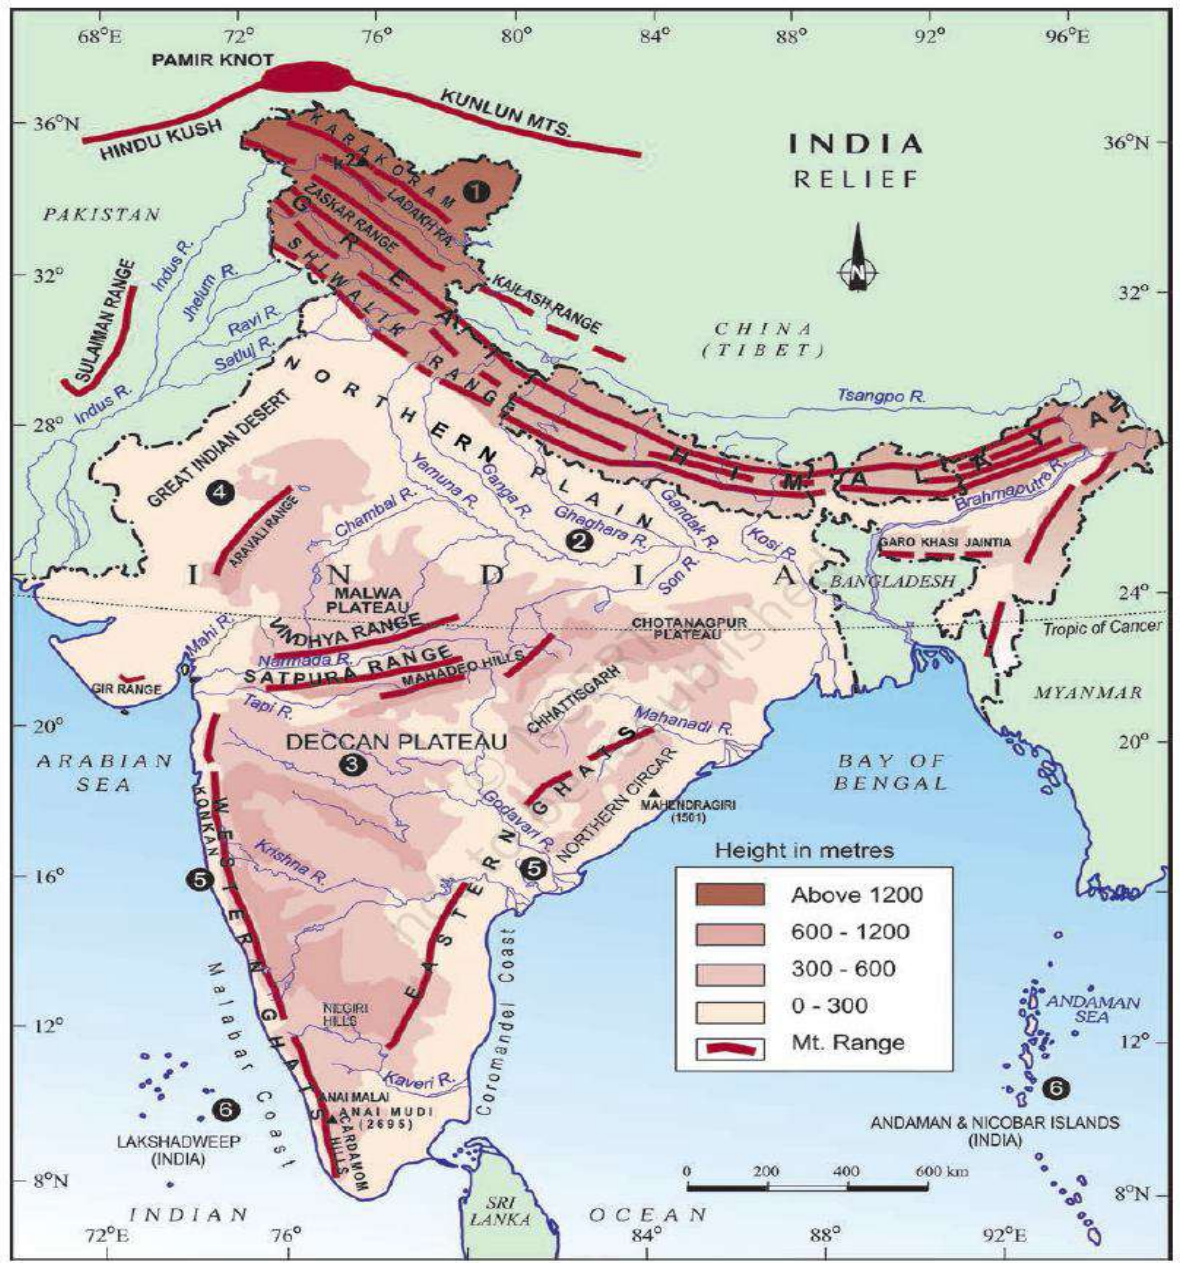 68°E 72° 76° 80° 84° 88° 92° 96°E
PAMIR KNOT
HINDU KUSH
KUNLUN MTS.
36°N
36°N
INDIA
RELIEF
KARAKORAM
K2
1
LADAKH RA.
ZASKAR RANGE
PAKISTAN
GREAT HIMALAYA
SHIWALIK RANGE
N
32°
32°
Indus R.
Jhelum R.
Ravi R.
Satluj R.
KAILASH RANGE
SULAIMAN RANGE
CHINA
(TIBET)
Indus R.
Tsangpo R.
28°
28°
NORTHERN PLAIN
GREAT INDIAN DESERT
4
Yamuna R.
Ganga R.
Ghaghara R.
2
Gandak R.
Kosi R.
Brahmaputra R.
Chambal R.
ARAVALI RANGE
GARO KHASI JAINTIA
INDIA
BANGLADESH
Son R.
24°
MALWA
PLATEAU
VINDHYA RANGE
CHOTANAGPUR
PLATEAU
Tropic of Cancer
Mahi R.
Narmada R.
SATPURA RANGE
MAHADEO HILLS
GIR RANGE
MYANMAR
Tapi R.
CHHATTISGARH
Mahanadi R.
20°
20°
DECCAN PLATEAU
3
ARABIAN
SEA
BAY OF
BENGAL
EASTERN GHATS
NORTHERN CIRCAR
MAHENDRAGIRI
(1501)
Godavari R.
KONKAN
WESTERN GHATS
Krishna R.
5
5
16°
16°
Height in metres
Above 1200
600 - 1200
300 - 600
0 - 300
Mt. Range
Malabar Coast
Coromandel Coast
NILGIRI
HILLS
ANDAMAN
SEA
12°
12°
Kaveri R.
ANAI MALAI
ANAI MUDI
(2695)
CARDAMOM
HILLS
6
LAKSHADWEEP
(INDIA)
6
ANDAMAN & NICOBAR ISLANDS
(INDIA)
0 200 400 600 km
8°N
8°N
SRI
LANKA
INDIAN OCEAN
72°E 76° 84° 88° 92°E